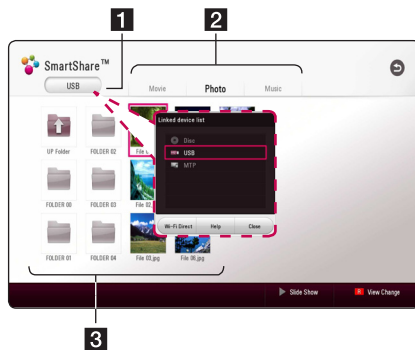 1
2
SmartShare™
USB
Movie
Photo
Music
Linked device list
Disc
USB
MTP
Wi-Fi Direct
Help
Close
UP Folder
FOLDER 02
FOLDER 00
FOLDER 03
File 02
FOLDER 01
FOLDER 04
File 03.jpg
File 06.jpg
Slide Show
R View Change
3